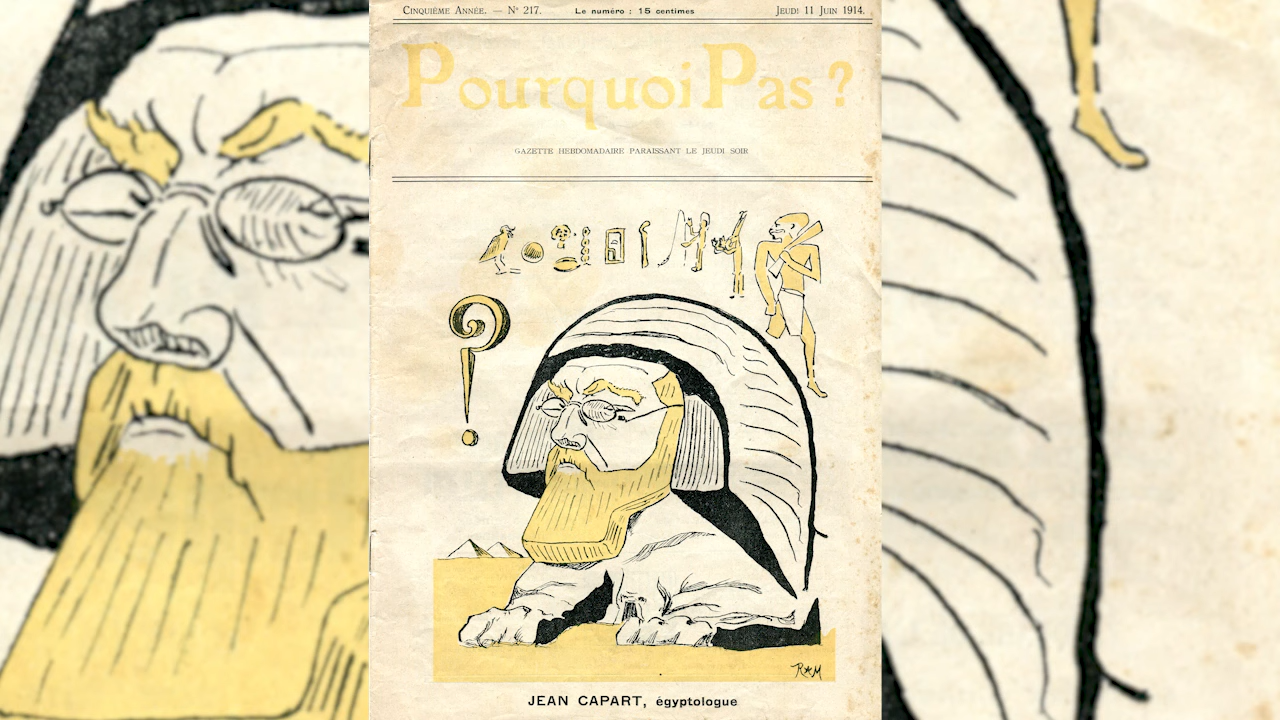 CINQUIÈME ANNÉE. — N° 217. Le numéro : 15 centimes JEUDI 11 JUIN 1914.
Pourquoi Pas ?
GAZETTE HEBDOMADAIRE PARAISSANT LE JEUDI SOIR
?
JEAN CAPART, égyptologue